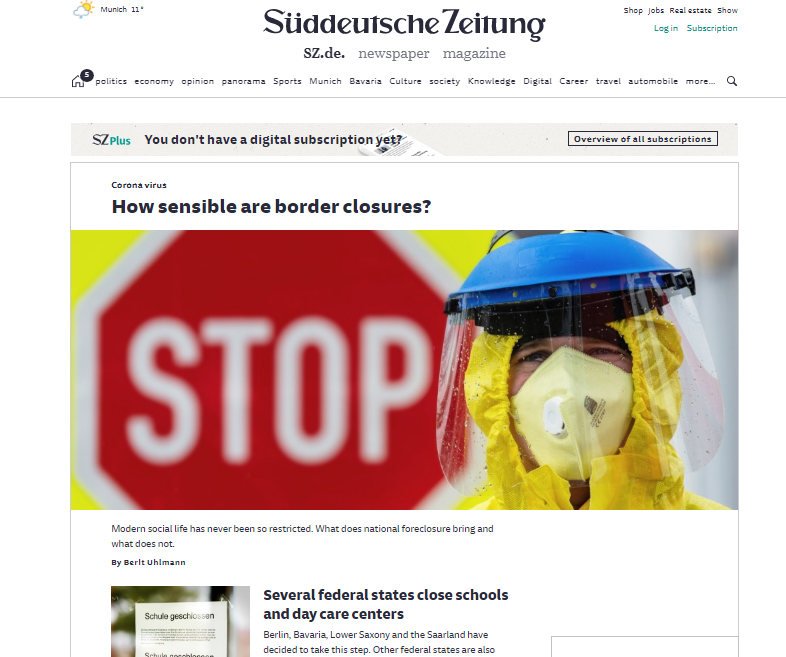 Munich 11°
Süddeutsche Zeitung
Shop Jobs Real estate Show
Log in Subscription
SZ.de. newspaper magazine
5
politics economy opinion panorama Sports Munich Bavaria Culture society Knowledge Digital Career travel automobile more...
SZ Plus You don't have a digital subscription yet? Overview of all subscriptions
Corona virus
How sensible are border closures?
STOP
Modern social life has never been so restricted. What does national foreclosure bring and
what does not.
By Berit Uhlmann
Schule geschlossen
Several federal states close schools
and day care centers
Berlin, Bavaria, Lower Saxony and the Saarland have
decided to take this step. Other federal states are also